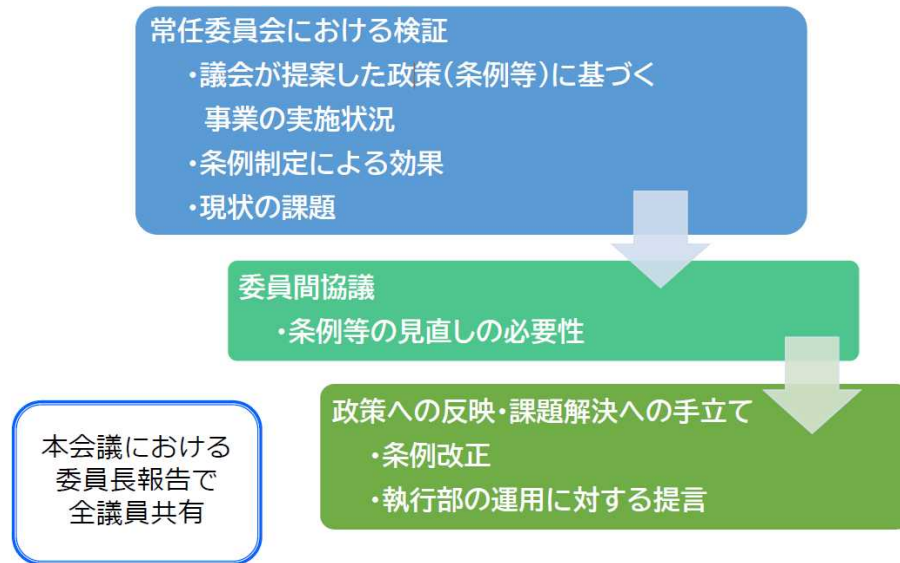 常任委員会における検証
・議会が提案した政策(条例等)に基づく
事業の実施状況
・条例制定による効果
・現状の課題
委員間協議
・条例等の見直しの必要性
政策への反映・課題解決への手立て
・条例改正
・執行部の運用に対する提言
本会議における
委員長報告で
全議員共有